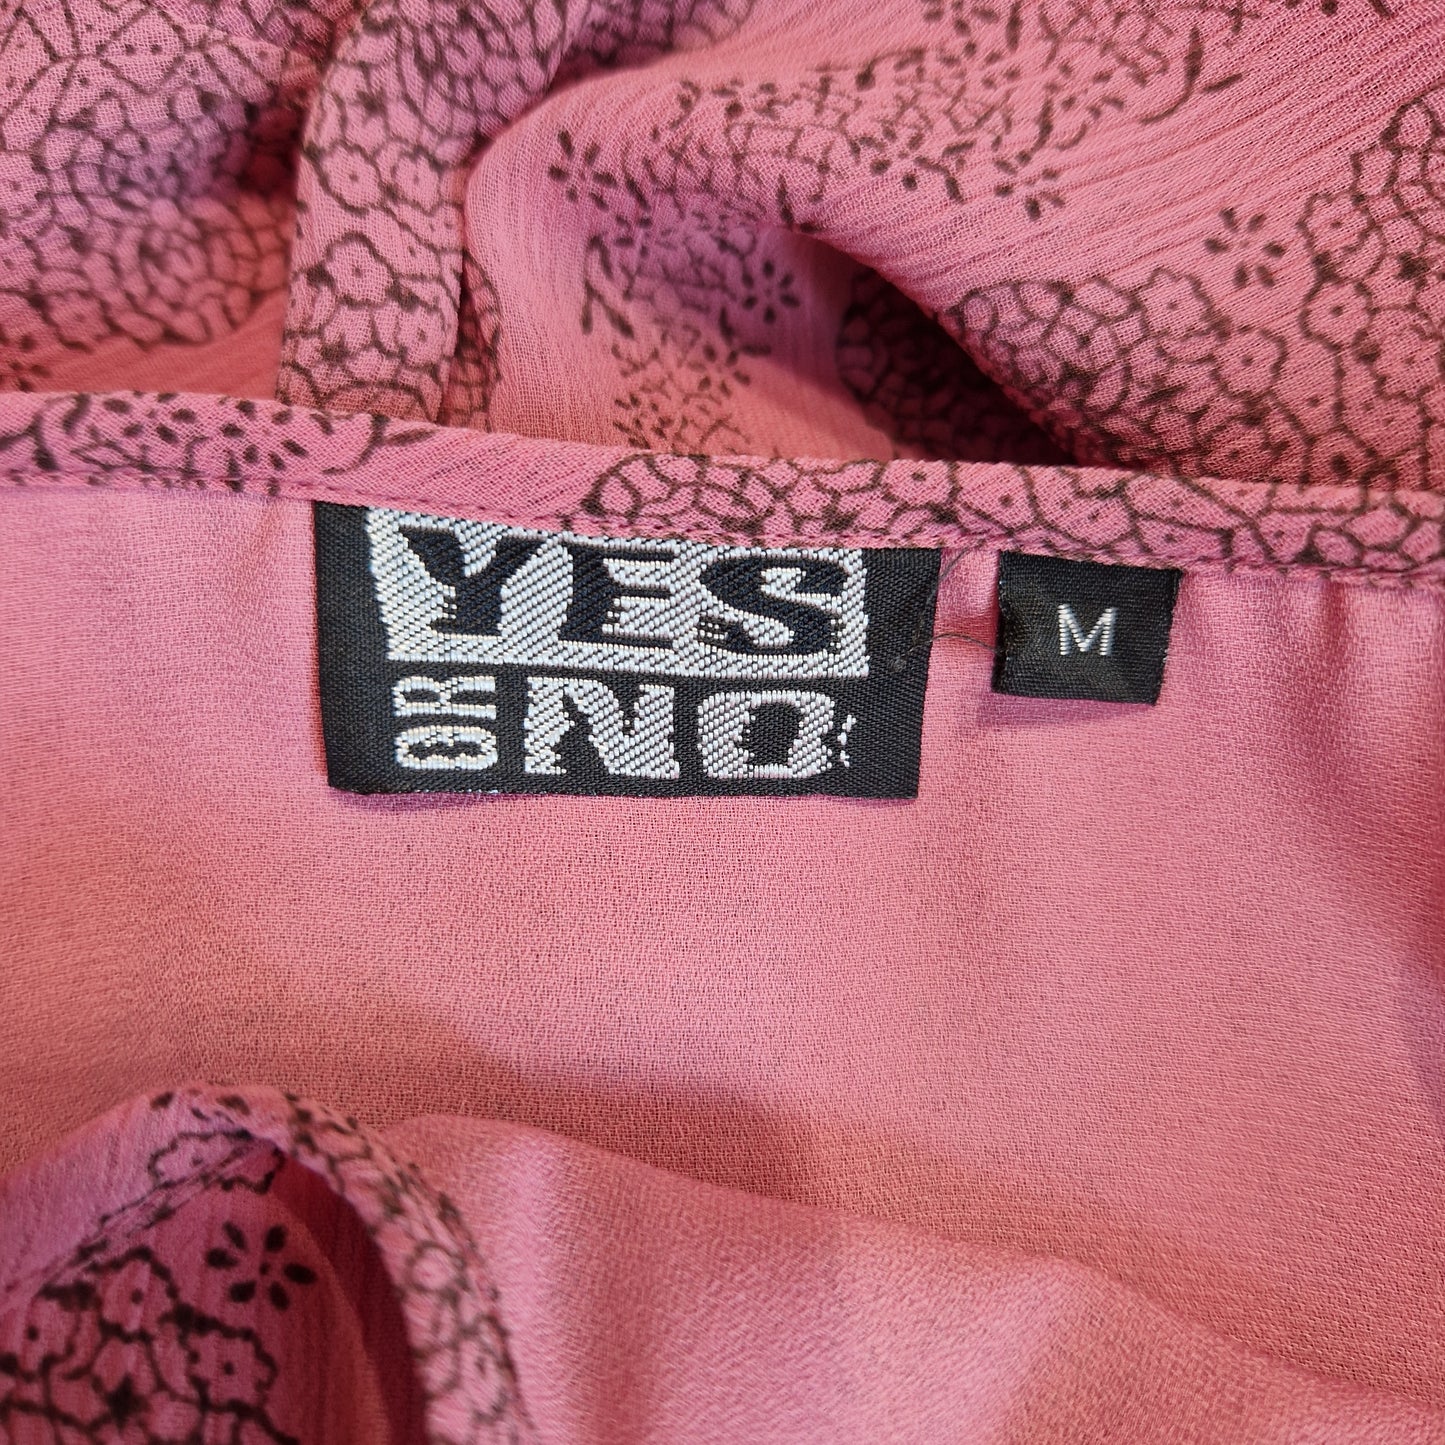 YES
OR NO
M